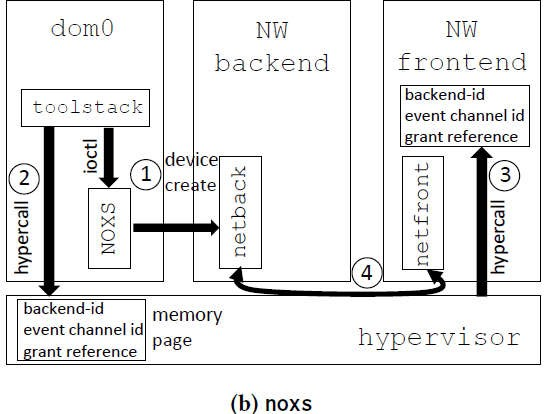 dom0
toolstack
ioctl
2
hypercall
1
device
create
NOXS
NW
backend
netback
NW
frontend
backend-id
event channel id
grant reference
netfront
3
hypercall
4
backend-id
event channel id
grant reference
memory
page
hypervisor
(b) noxs